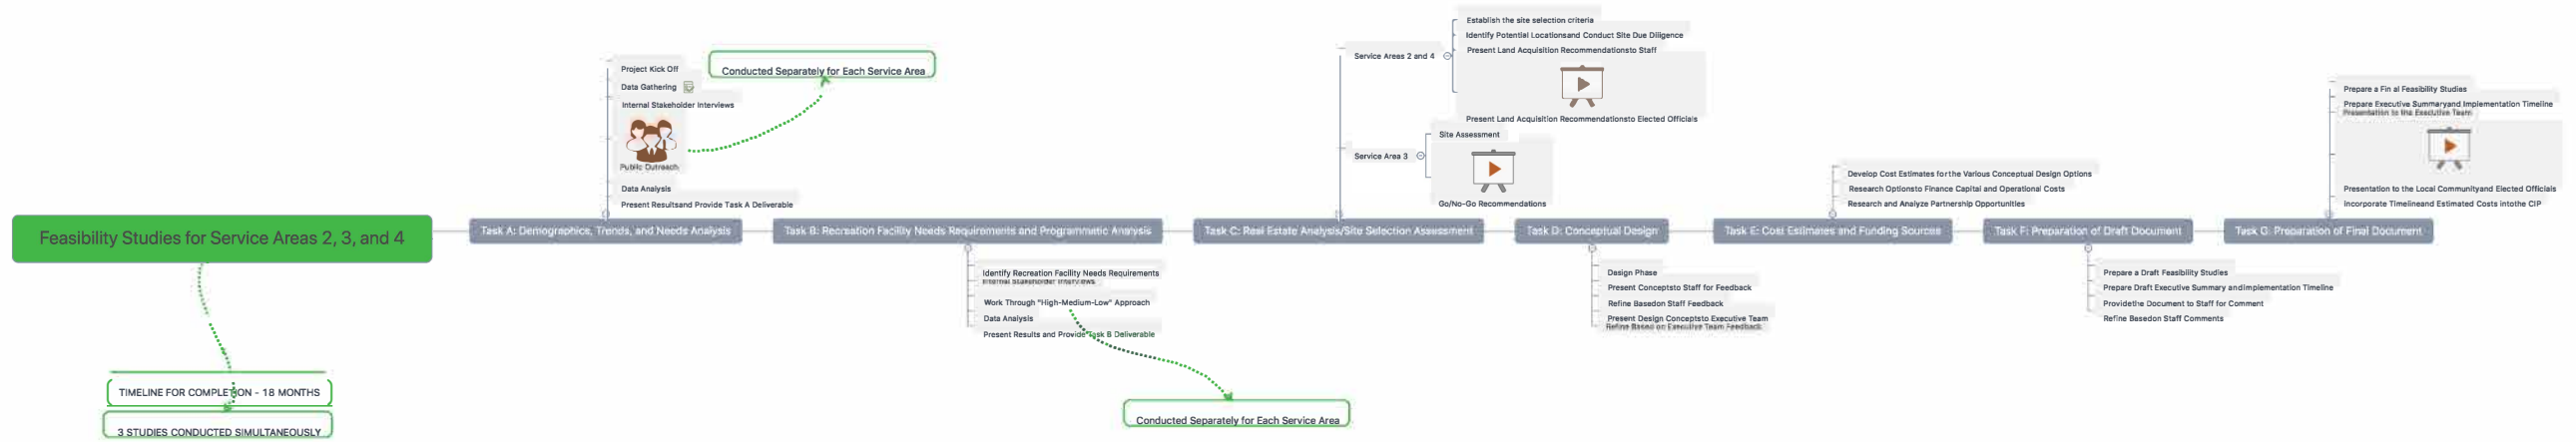 Feasibility Studies for Service Areas 2, 3, and 4
TIMELINE FOR COMPLETION - 18 MONTHS
3 STUDIES CONDUCTED SIMULTANEOUSLY
Task A: Demographics, Trends, and Needs Analysis
Project Kick Off
Data Gathering
Internal Stakeholder Interviews
Public Outreach
Data Analysis
Present Resultsand Provide Task A Deliverable
Conducted Separately for Each Service Area
Task B: Recreation Facility Needs Requirements and Programmatic Analysis
Identify Recreation Facility Needs Requirements
Internal Stakeholder Interviews
Work Through "High-Medium-Low" Approach
Data Analysis
Present Results and Provide Task B Deliverable
Conducted Separately for Each Service Area
Task C: Real Estate Analysis/Site Selection Assessment
Service Areas 2 and 4
Establish the site selection criteria
Identify Potential Locationsand Conduct Site Due Diligence
Present Land Acquisition Recommendationsto Staff
Present Land Acquisition Recommendationsto Elected Officials
Service Area 3
Site Assessment
Go/No-Go Recommendations
Task D: Conceptual Design
Design Phase
Present Conceptsto Staff for Feedback
Refine Basedon Staff Feedback
Present Design Conceptsto Executive Team
Refine Based on Executive Team Feedback
Task E: Cost Estimates and Funding Sources
Develop Cost Estimates forthe Various Conceptual Design Options
Research Optionsto Finance Capital and Operational Costs
Research and Analyze Partnership Opportunities
Task F: Preparation of Draft Document
Prepare a Draft Feasibility Studies
Prepare Draft Executive Summary andImplementation Timeline
Providethe Document to Staff for Comment
Refine Basedon Staff Comments
Task G: Preparation of Final Document
Prepare a Fin al Feasibility Studies
Prepare Executive Summaryand Implementation Timeline
Presentation to the Executive Team
Presentation to the Local Communityand Elected Officials
Incorporate Timelineand Estimated Costs intothe CIP